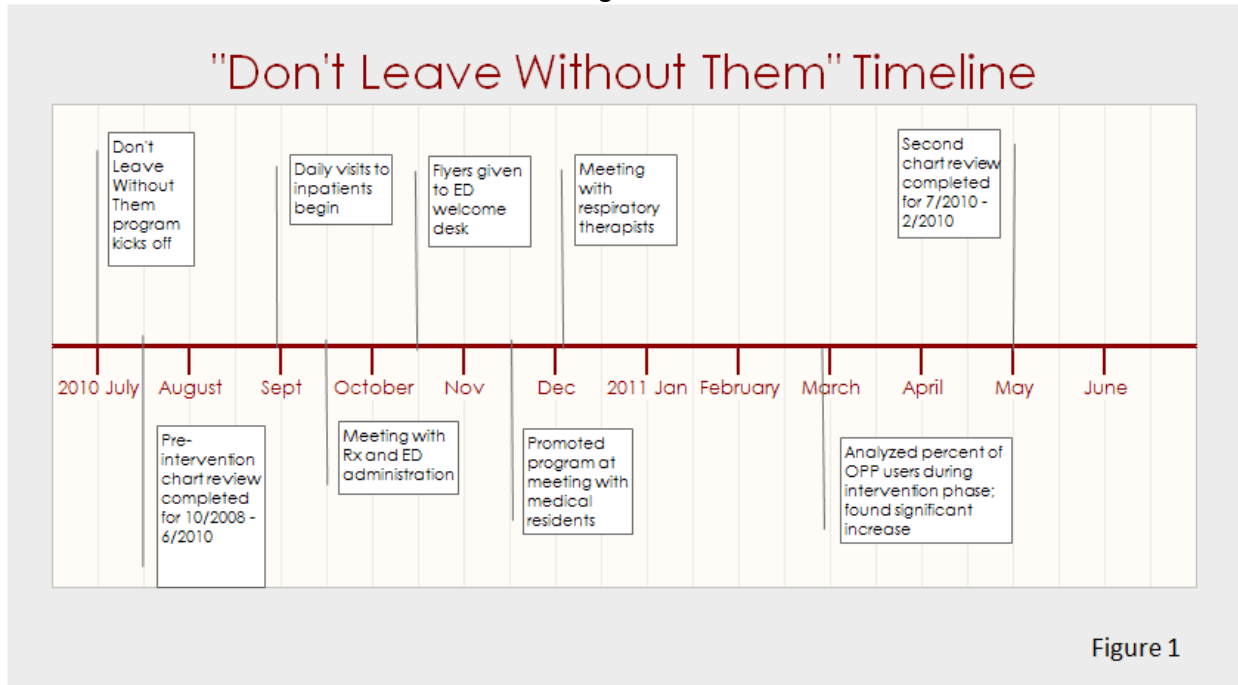 "Don't Leave Without Them" Timeline
Don't
Leave
Without
Them
program
kicks off
Daily visits to
inpatients
begin
Flyers given
to ED
welcome
desk
Meeting
with
respiratory
therapists
Second
chart review
completed
for 7/2010 -
2/2010
2010 July
August
Sept
October
Nov
Dec
2011 Jan
February
March
April
May
June
Pre-
intervention
chart review
completed
for 10/2008 -
6/2010
Meeting with
Rx and ED
administration
Promoted
program at
meeting with
medical
residents
Analyzed percent of
OPP users during
intervention phase;
found significant
increase
Figure 1